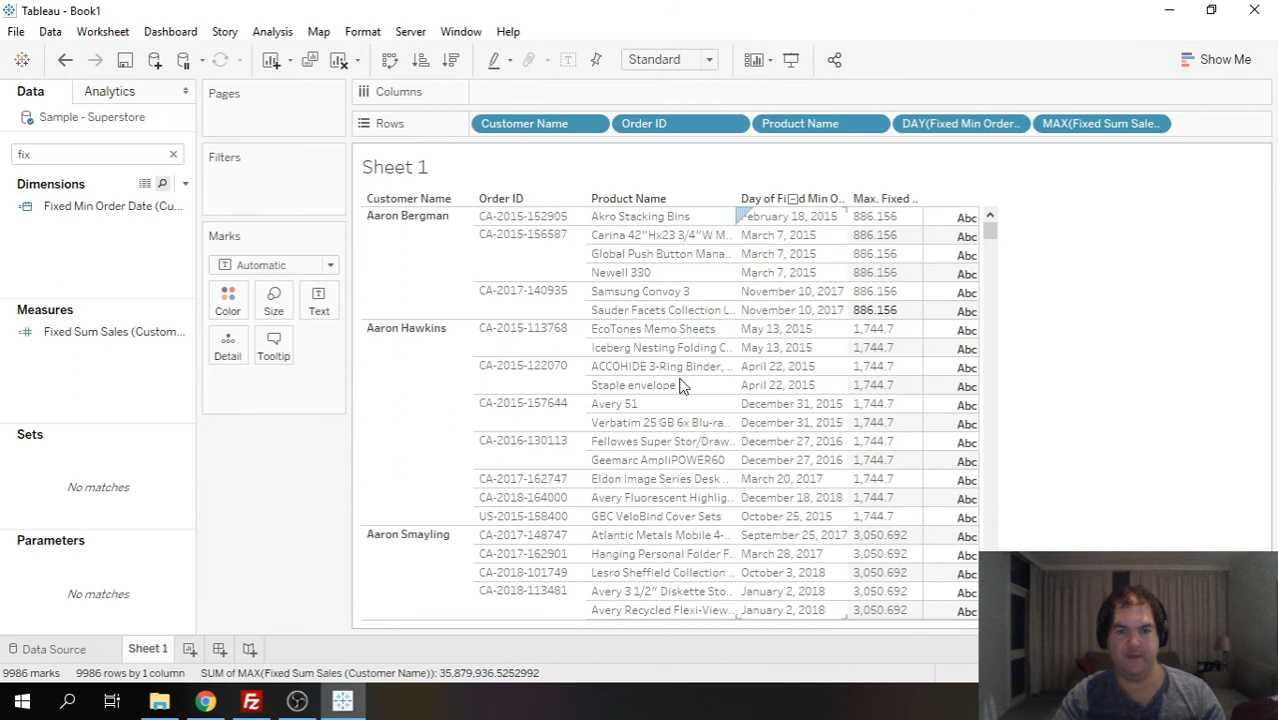 Tableau - Book1
File Data Worksheet Dashboard Story Analysis Map Format Server Window Help
Standard
Show Me
Data Analytics
Pages
Columns
Sample - Superstore
Rows Customer Name Order ID Product Name DAY(Fixed Min Order.. MAX(Fixed Sum Sale..
fix
Filters
Sheet 1
Dimensions
Customer Name Order ID Product Name Day of Fi d Min O.. Max. Fixed ..
Fixed Min Order Date (Cu...
Aaron Bergman CA-2015-152905 Akro Stacking Bins ebruary 18, 2015 886.156 Abc
Marks
CA-2015-156587 Carina 42"Hx23 3/4"W M.. March 7, 2015 886.156 Abc
Global Push Button Mana.. March 7, 2015 886.156 Abc
Automatic
Newell 330 March 7, 2015 886.156 Abc
CA-2017-140935 Samsung Convoy 3 November 10, 2017 886.156 Abc
Measures
Color Size Text
Sauder Facets Collection L.. November 10, 2017 886.156 Abc
Fixed Sum Sales (Custom...
Aaron Hawkins CA-2015-113768 EcoTones Memo Sheets May 13, 2015 1,744.7 Abc
Iceberg Nesting Folding C.. May 13, 2015 1,744.7 Abc
Detail Tooltip
CA-2015-122070 ACCOHIDE 3-Ring Binder, .. April 22, 2015 1,744.7 Abc
Staple envelope April 22, 2015 1,744.7 Abc
CA-2015-157644 Avery 51 December 31, 2015 1,744.7 Abc
Verbatim 25 GB 6x Blu-ra.. December 31, 2015 1,744.7 Abc
Sets
CA-2016-130113 Fellowes Super Stor/Draw.. December 27, 2016 1,744.7 Abc
Geemarc AmpliPOWER60 December 27, 2016 1,744.7 Abc
No matches
CA-2017-162747 Eldon Image Series Desk .. March 20, 2017 1,744.7 Abc
CA-2018-164000 Avery Fluorescent Highlig.. December 18, 2018 1,744.7 Abc
US-2015-158400 GBC VeloBind Cover Sets October 25, 2015 1,744.7 Abc
Aaron Smayling CA-2017-148747 Atlantic Metals Mobile 4-.. September 25, 2017 3,050.692 Abc
Parameters
CA-2017-162901 Hanging Personal Folder F.. March 28, 2017 3,050.692 Abc
CA-2018-101749 Lesro Sheffield Collection .. October 3, 2018 3,050.692 Abc
No matches
CA-2018-113481 Avery 3 1/2" Diskette Sto.. January 2, 2018 3,050.692 Abc
Avery Recycled Flexi-View.. January 2, 2018 3,050.692 Abc
Data Source Sheet 1
9986 marks 9986 rows by 1 column SUM of MAX(Fixed Sum Sales (Customer Name)): 35,879,936.5252992